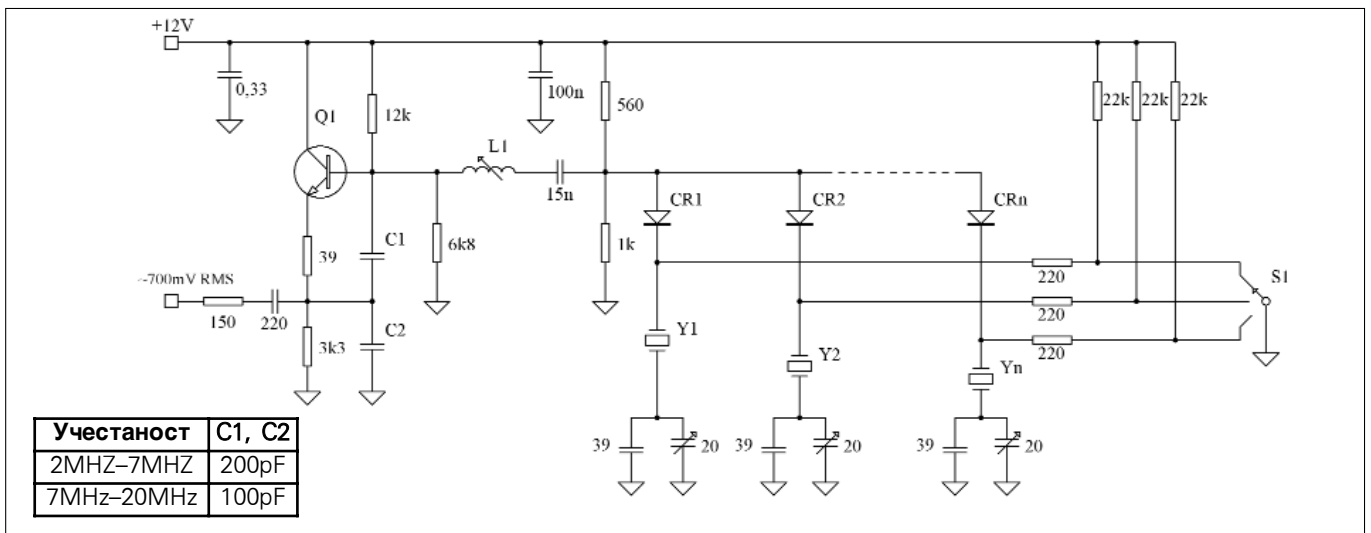 +12V
0,33
Q1
12k
100n
560
22k
22k
22k
L1
15n
CR1
CR2
CRn
39
C1
6k8
1k
~700mV RMS
150
220
3k3
C2
220
220
220
S1
Y1
Y2
Yn
39
20
39
20
39
20
Учестаност C1, C2
2MHZ–7MHZ 200pF
7MHz–20MHz 100pF